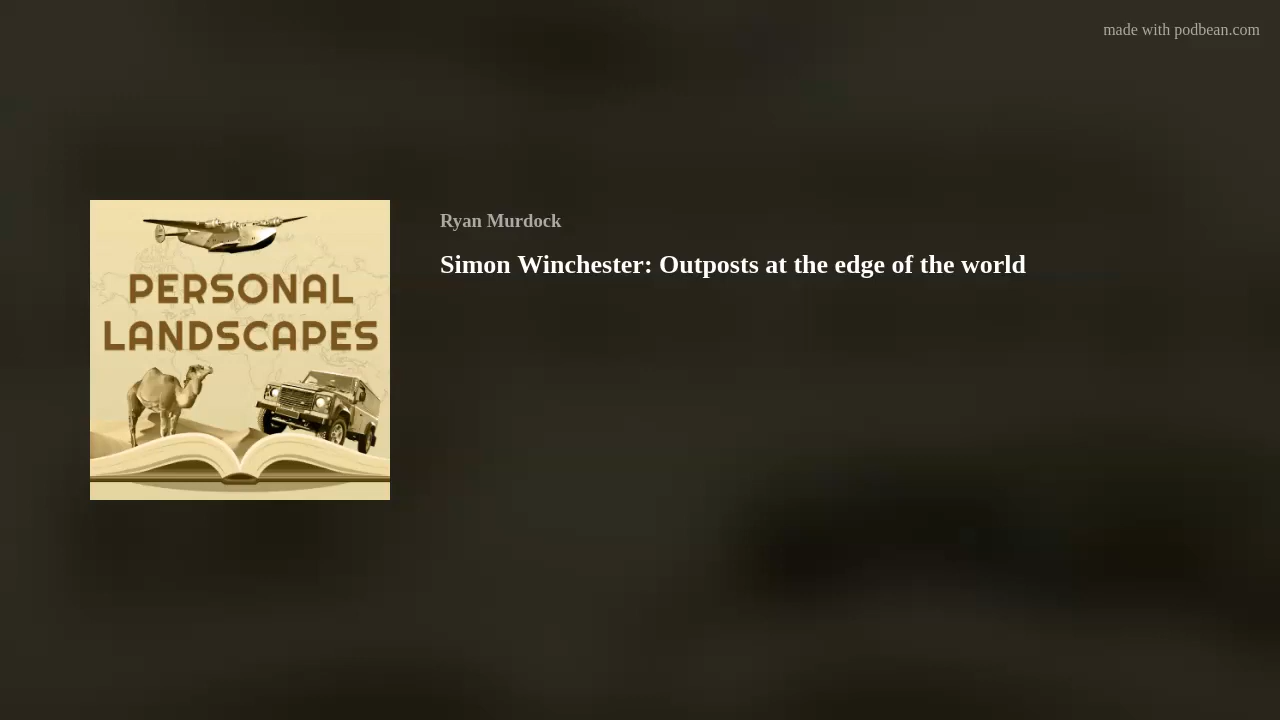 made with podbean.com
PERSONAL
LANDSCAPES
Ryan Murdock
Simon Winchester: Outposts at the edge of the world